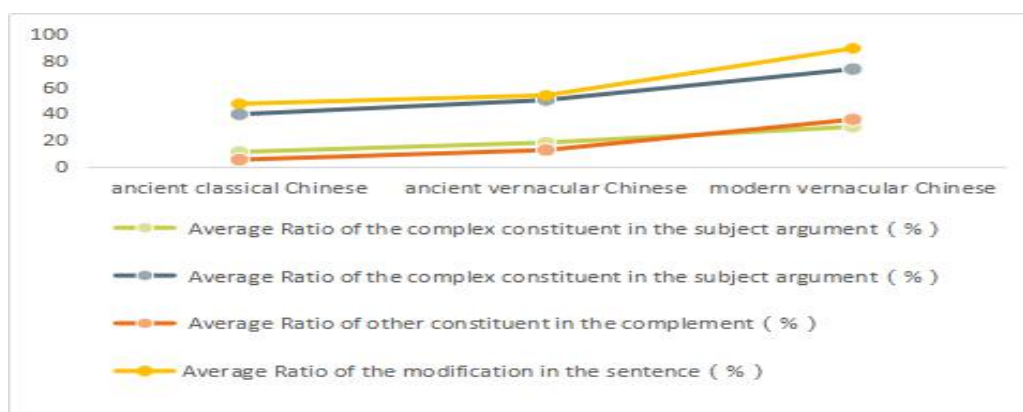 100
80
60
40
20
0
ancient classical Chinese ancient vernacular Chinese modern vernacular Chinese
Average Ratio of the complex constituent in the subject argument ( % )
Average Ratio of the complex constituent in the subject argument ( % )
Average Ratio of other constituent in the complement ( % )
Average Ratio of the modification in the sentence ( % )